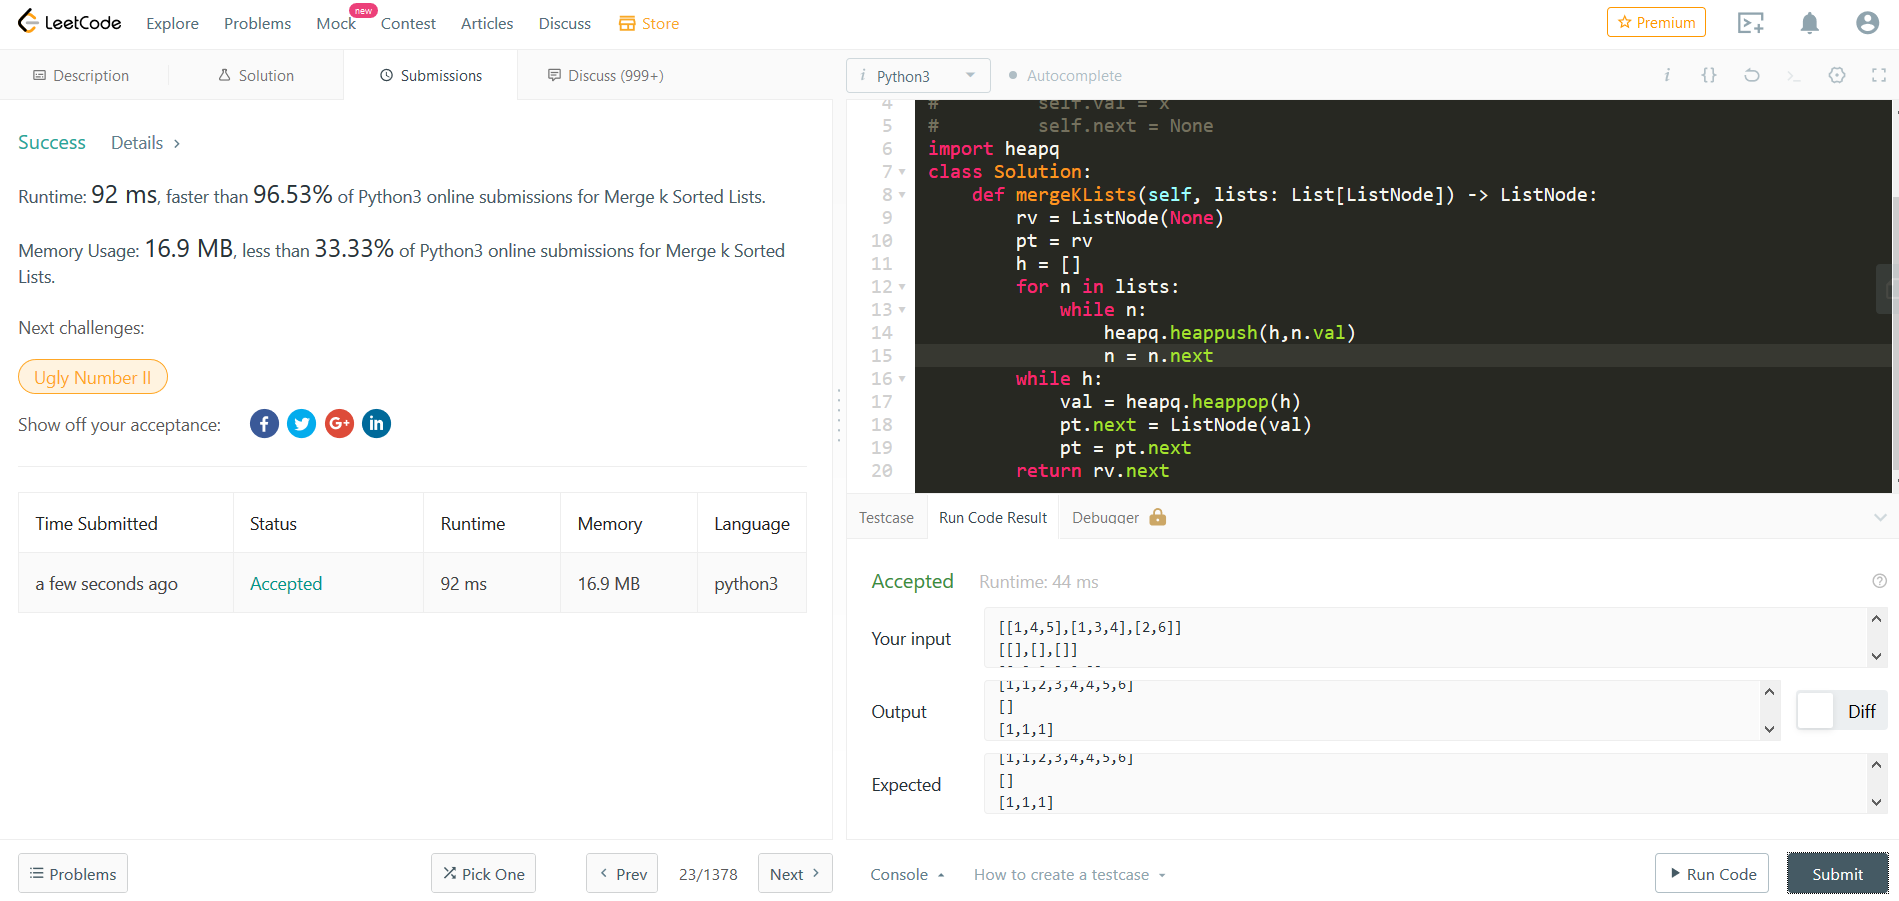 LeetCode
Explore
Problems
Mock
new
Contest
Articles
Discuss
Store
Premium
Description
Solution
Submissions
Discuss (999+)
i Python3
Autocomplete
Success
Details
Runtime: 92 ms, faster than 96.53% of Python3 online submissions for Merge k Sorted Lists.
Memory Usage: 16.9 MB, less than 33.33% of Python3 online submissions for Merge k Sorted
Lists.
Next challenges:
Ugly Number II
Show off your acceptance:
Time Submitted
Status
Runtime
Memory
Language
a few seconds ago
Accepted
92 ms
16.9 MB
python3
Problems
Pick One
Prev
23/1378
Next
4 #         self.val = x
5 #         self.next = None
6 import heapq
7 class Solution:
8     def mergeKLists(self, lists: List[ListNode]) -> ListNode:
9         rv = ListNode(None)
10         pt = rv
11         h = []
12         for n in lists:
13             while n:
14                 heapq.heappush(h,n.val)
15                 n = n.next
16         while h:
17             val = heapq.heappop(h)
18             pt.next = ListNode(val)
19             pt = pt.next
20         return rv.next
Testcase
Run Code Result
Debugger
Accepted
Runtime: 44 ms
Your input
[[1,4,5],[1,3,4],[2,6]]
[[],[],[]]
Output
[1,1,2,3,4,4,5,6]
[]
[1,1,1]
Diff
Expected
[1,1,2,3,4,4,5,6]
[]
[1,1,1]
Console
How to create a testcase
Run Code
Submit